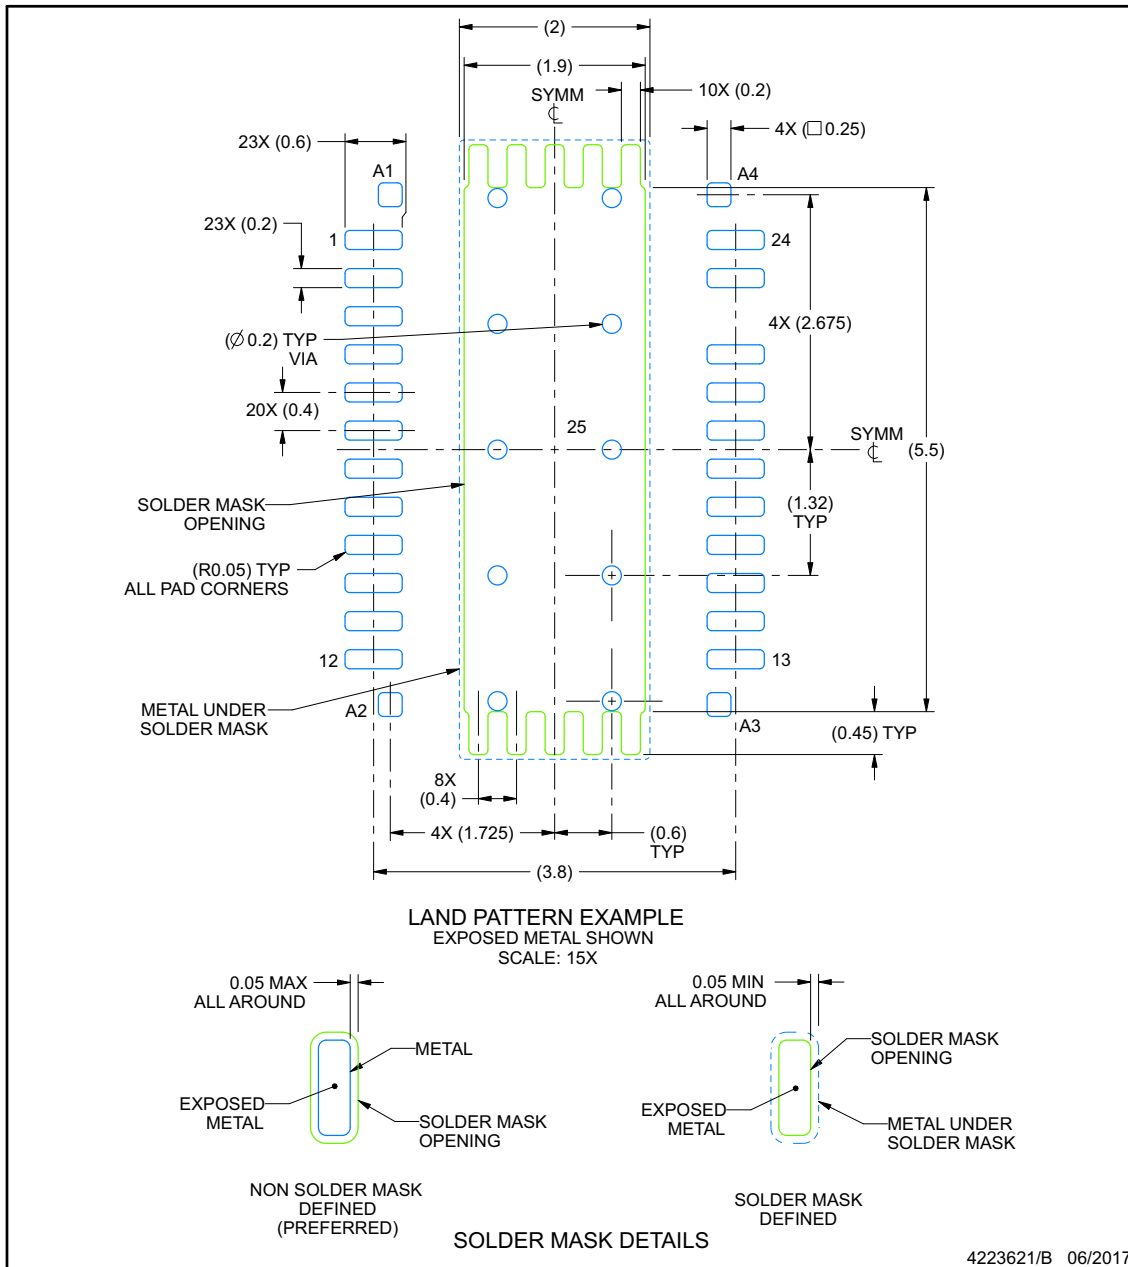 (2)
(1.9)
SYMM
10X (0.2)
℄
23X (0.6)
4X (□ 0.25)
A1
A4
23X (0.2)
1
24
4X (2.675)
(∅ 0.2) TYP
VIA
20X (0.4)
25
SYMM
℄
(5.5)
SOLDER MASK
OPENING
(1.32)
TYP
(R0.05) TYP
ALL PAD CORNERS
12
13
METAL UNDER
SOLDER MASK
A2
A3
(0.45) TYP
8X
(0.4)
4X (1.725)
(0.6)
TYP
(3.8)
LAND PATTERN EXAMPLE
EXPOSED METAL SHOWN
SCALE: 15X
0.05 MAX
ALL AROUND
METAL
EXPOSED
METAL
SOLDER MASK
OPENING
NON SOLDER MASK
DEFINED
(PREFERRED)
0.05 MIN
ALL AROUND
SOLDER MASK
OPENING
EXPOSED
METAL
METAL UNDER
SOLDER MASK
SOLDER MASK
DEFINED
SOLDER MASK DETAILS
4223621/B 06/2017